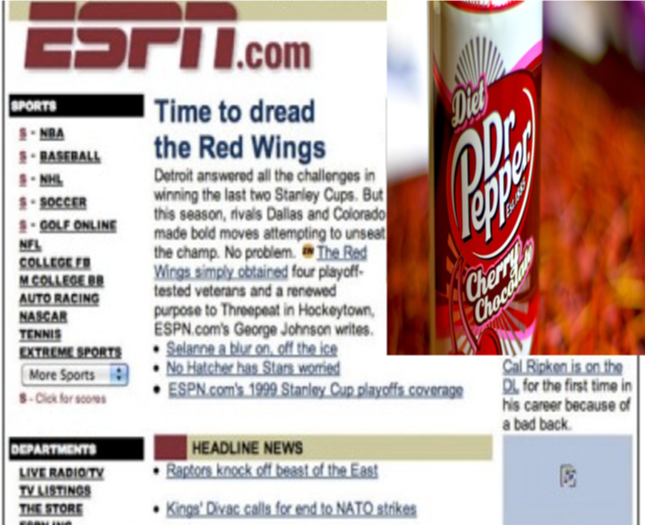 ESPN.com
SPORTS
S - NBA
S - BASEBALL
S - NHL
S - SOCCER
S - GOLF ONLINE
NFL
COLLEGE FB
M COLLEGE BB
AUTO RACING
NASCAR
TENNIS
EXTREME SPORTS
More Sports
S - Click for scores
DEPARTMENTS
LIVE RADIO/TV
TV LISTINGS
THE STORE
ESPN INC
Time to dread
the Red Wings
Detroit answered all the challenges in
winning the last two Stanley Cups. But
this season, rivals Dallas and Colorado
made bold moves attempting to unseat
the champ. No problem. The Red
Wings simply obtained four playoff-
tested veterans and a renewed
purpose to Threepeat in Hockeytown,
ESPN.com's George Johnson writes.
• Selanne a blur on, off the ice
• No Hatcher has Stars worried
• ESPN.com's 1999 Stanley Cup playoffs coverage
HEADLINE NEWS
• Raptors knock off beast of the East
• Kings' Divac calls for end to NATO strikes
Diet
Dr
Pepper
Est. 1885
Cherry
Chocolate
Cal Ripken is on the
DL for the first time in
his career because of
a bad back.